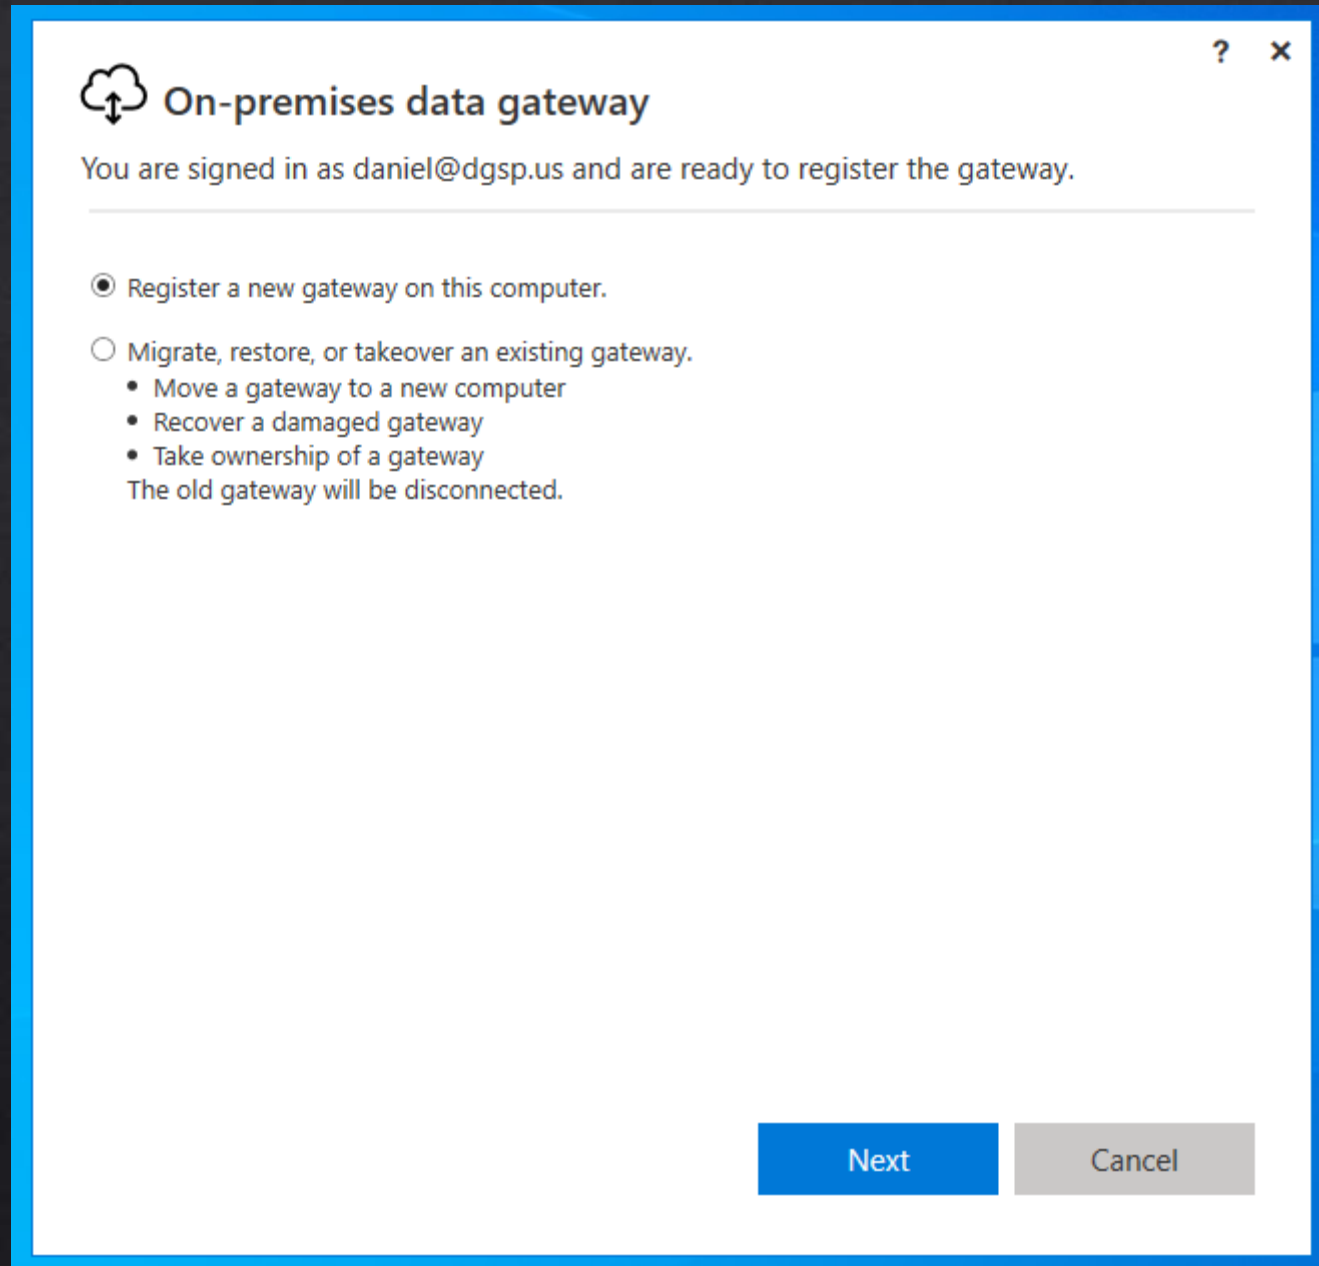 ?
On-premises data gateway
You are signed in as daniel@dgsp.us and are ready to register the gateway.
Register a new gateway on this computer.
Migrate, restore, or takeover an existing gateway.
• Move a gateway to a new computer
• Recover a damaged gateway
• Take ownership of a gateway
The old gateway will be disconnected.
Next Cancel